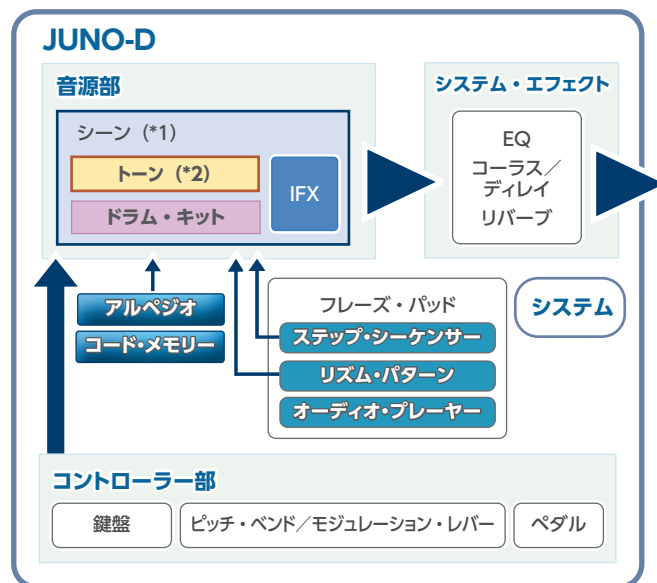 JUNO-D
音源部
シーン (*1)
トーン (*2)
ドラム・キット
IFX
システム・エフェクト
EQ
コーラス／
ディレイ
リバーブ
アルペジオ
コード・メモリー
フレーズ・パッド
ステップ・シーケンサー
リズム・パターン
オーディオ・プレーヤー
システム
コントローラー部
鍵盤
ピッチ・ベンド／モジュレーション・レバー
ペダル